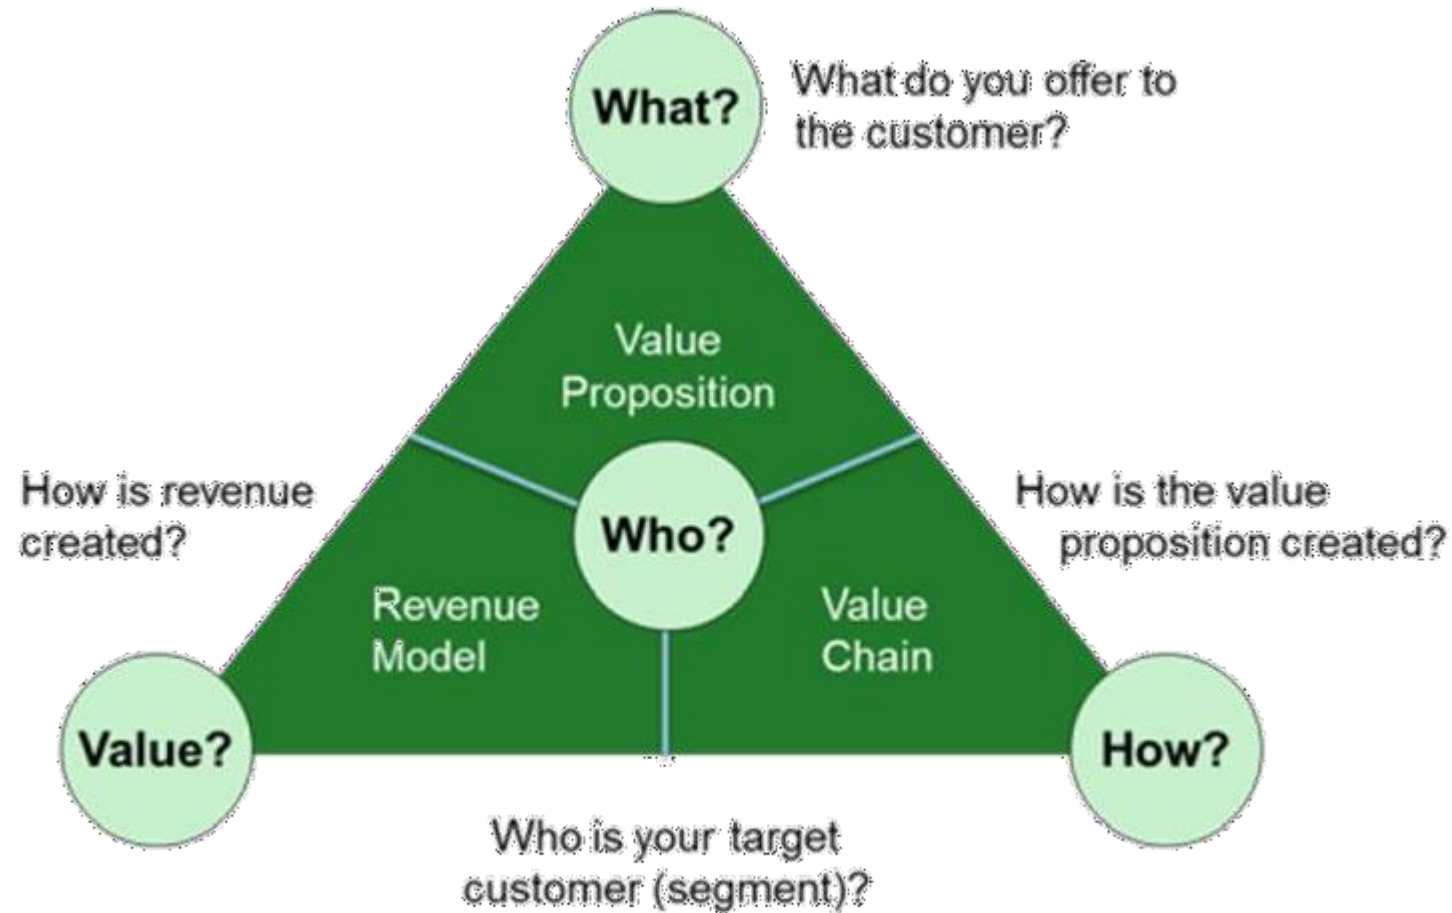 What?
What do you offer to
the customer?
Value
Proposition
How is revenue
created?
Who?
How is the value
proposition created?
Revenue
Model
Value
Chain
Value?
How?
Who is your target
customer (segment)?